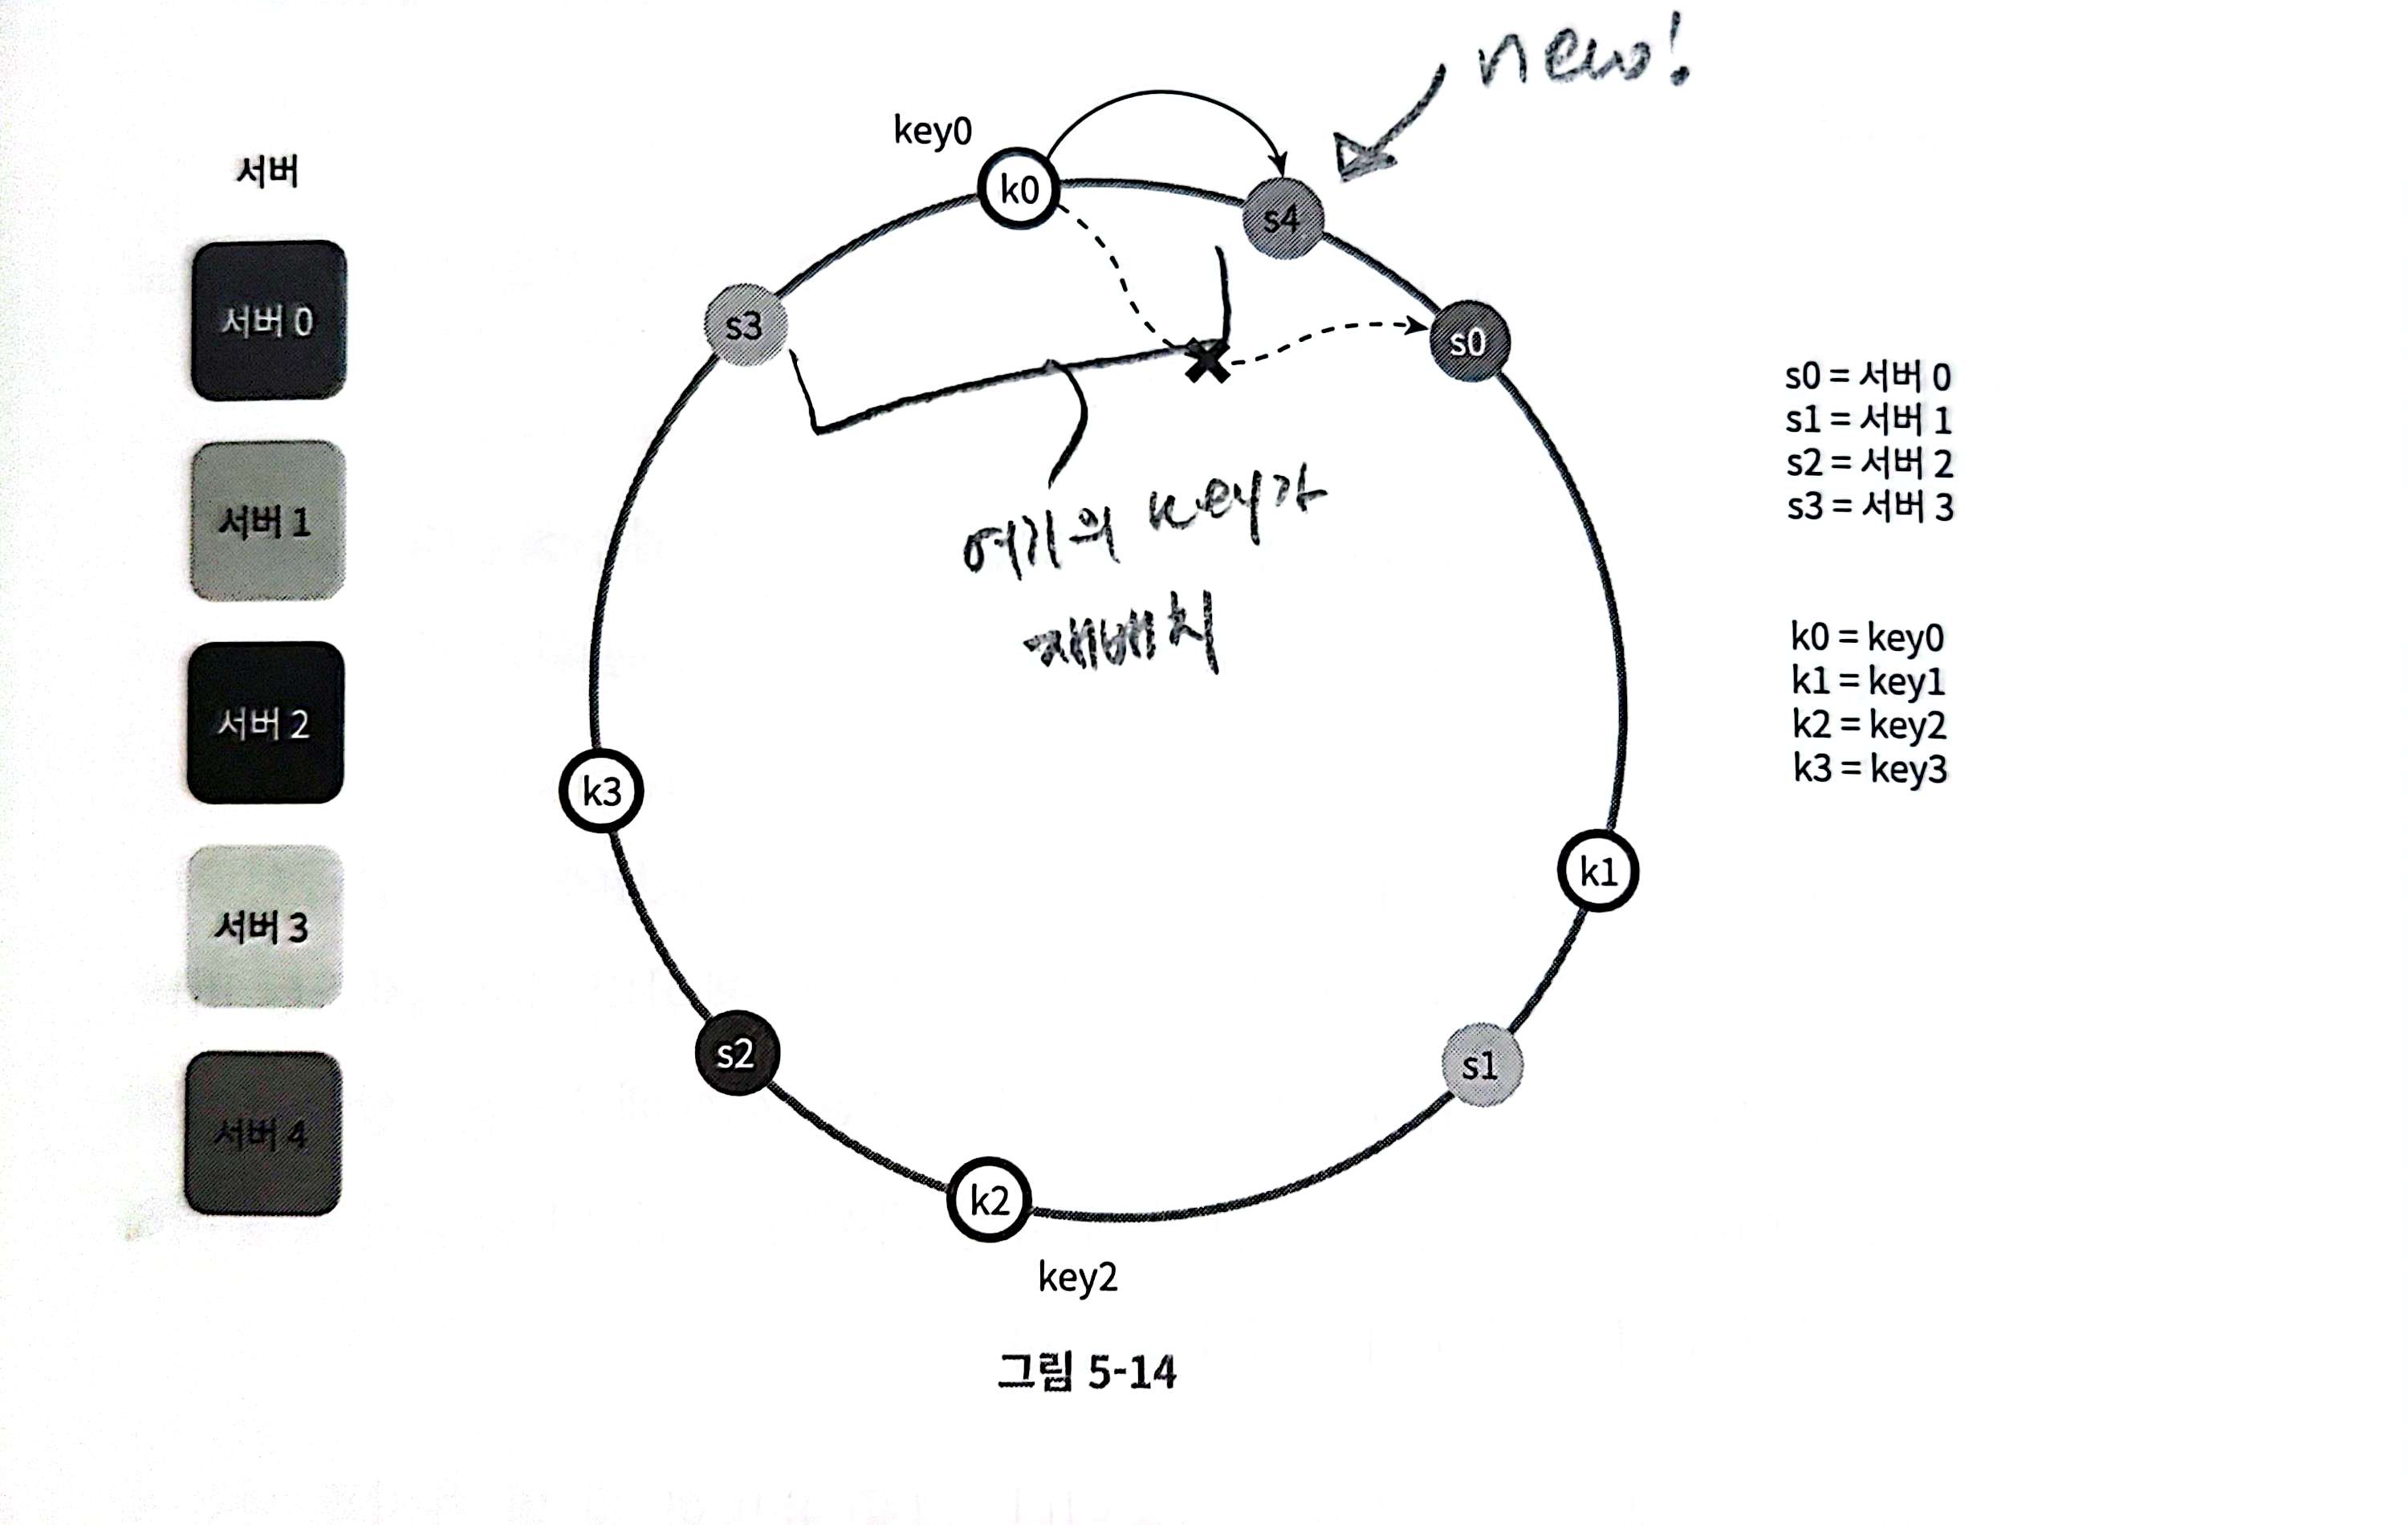 new!
key0
k0
s4
서버
s3
s0
서버 0
서버 1
서버 2
서버 3
서버 4
s0 = 서버 0
s1 = 서버 1
s2 = 서버 2
s3 = 서버 3
여기의 key가
재배치
k0 = key0
k1 = key1
k2 = key2
k3 = key3
k3
k1
s2
s1
k2
key2
그림 5-14